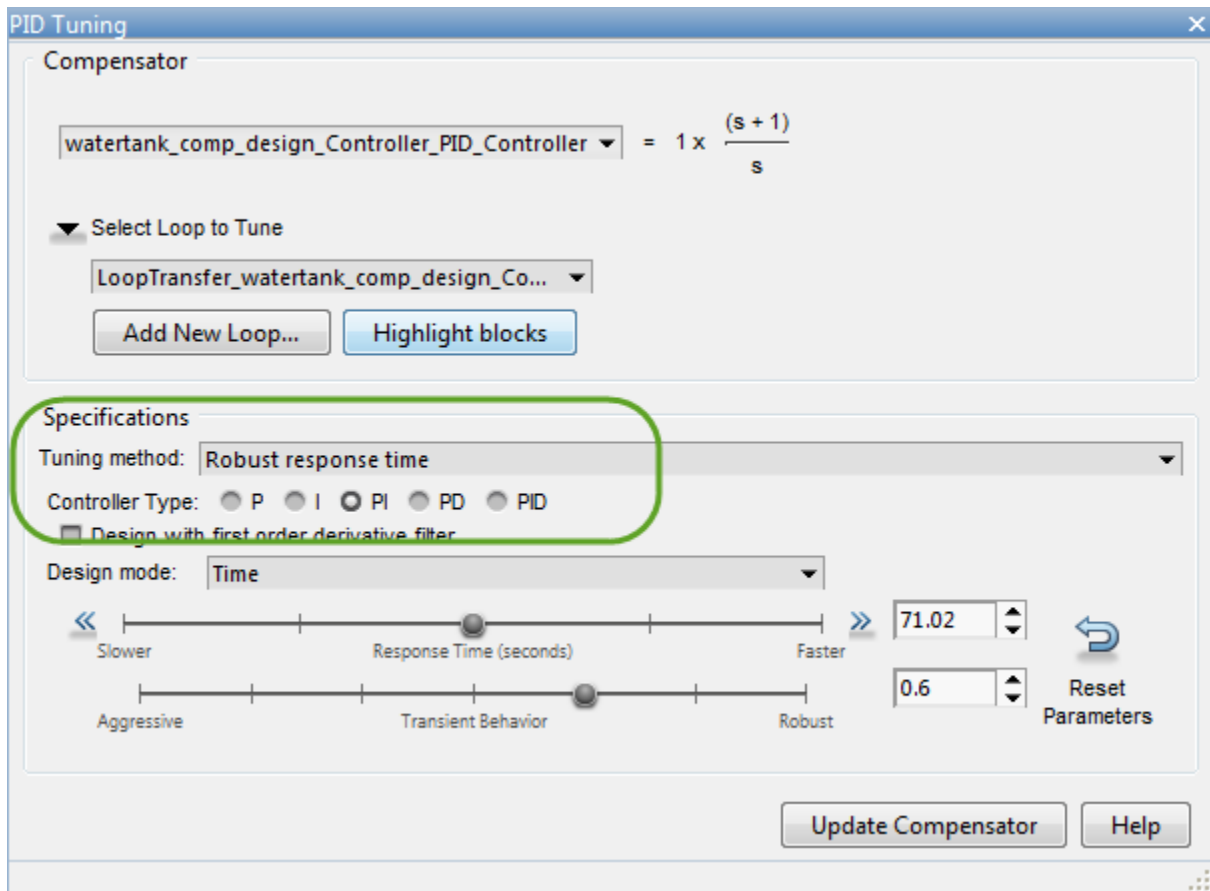 PID Tuning
Compensator
watertank_comp_design_Controller_PID_Controller = 1 x (s + 1)
s
Select Loop to Tune
LoopTransfer_watertank_comp_design_Co...
Add New Loop... Highlight blocks
Specifications
Tuning method: Robust response time
Controller Type: P I PI PD PID
Design with first order derivative filter
Design mode: Time
71.02
Slower Response Time (seconds) Faster
0.6
Aggressive Transient Behavior Robust
Reset
Parameters
Update Compensator Help